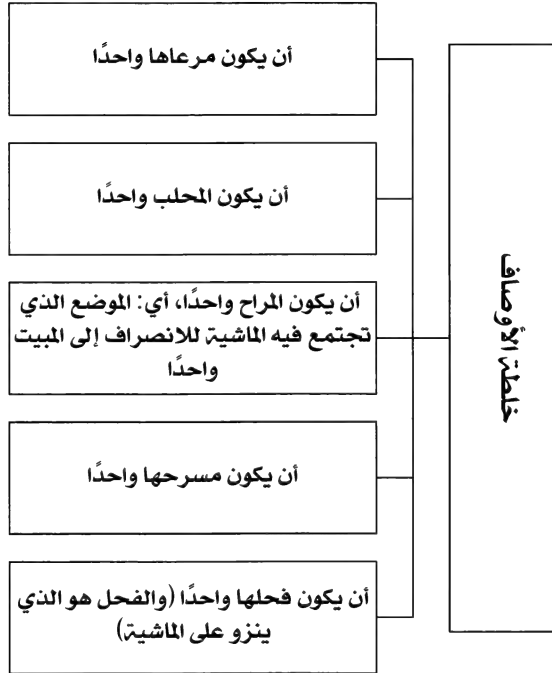 خلطة الأوصاف
أن يكون مرعاها واحدًا
أن يكون المحلب واحدًا
أن يكون المراح واحدًا، أي: الموضع الذي
تجتمع فيه الماشية للانصراف إلى المبيت
واحدًا
أن يكون مسرحها واحدًا
أن يكون فحلها واحدًا (والفحل هو الذي
ينزو على الماشية)